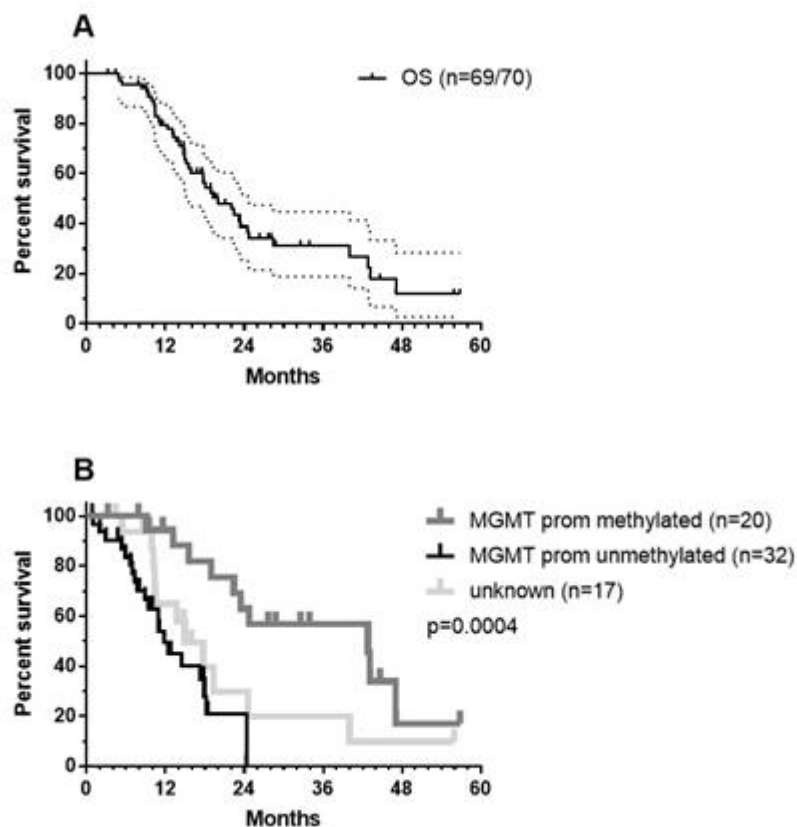 A
OS (n=69/70)
Percent survival
100
80
60
40
20
0
0 12 24 36 48 60
Months
B
MGMT prom methylated (n=20)
MGMT prom unmethylated (n=32)
unknown (n=17)
p=0.0004
Percent survival
100
80
60
40
20
0
0 12 24 36 48 60
Months